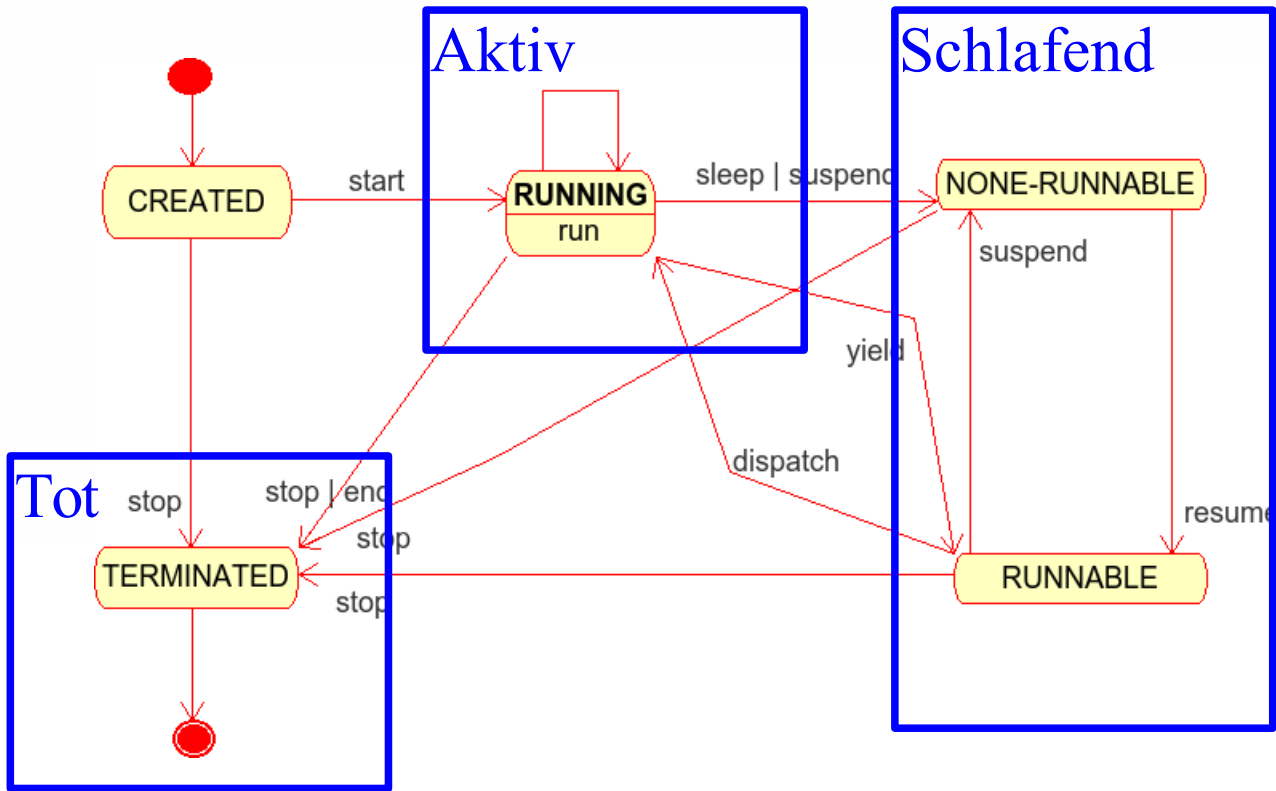 Aktiv
Schlafend
CREATED
start
RUNNING
run
sleep | suspend
NONE-RUNNABLE
suspend
yield
dispatch
Tot
stop
stop | end
stop
resume
TERMINATED
stop
RUNNABLE